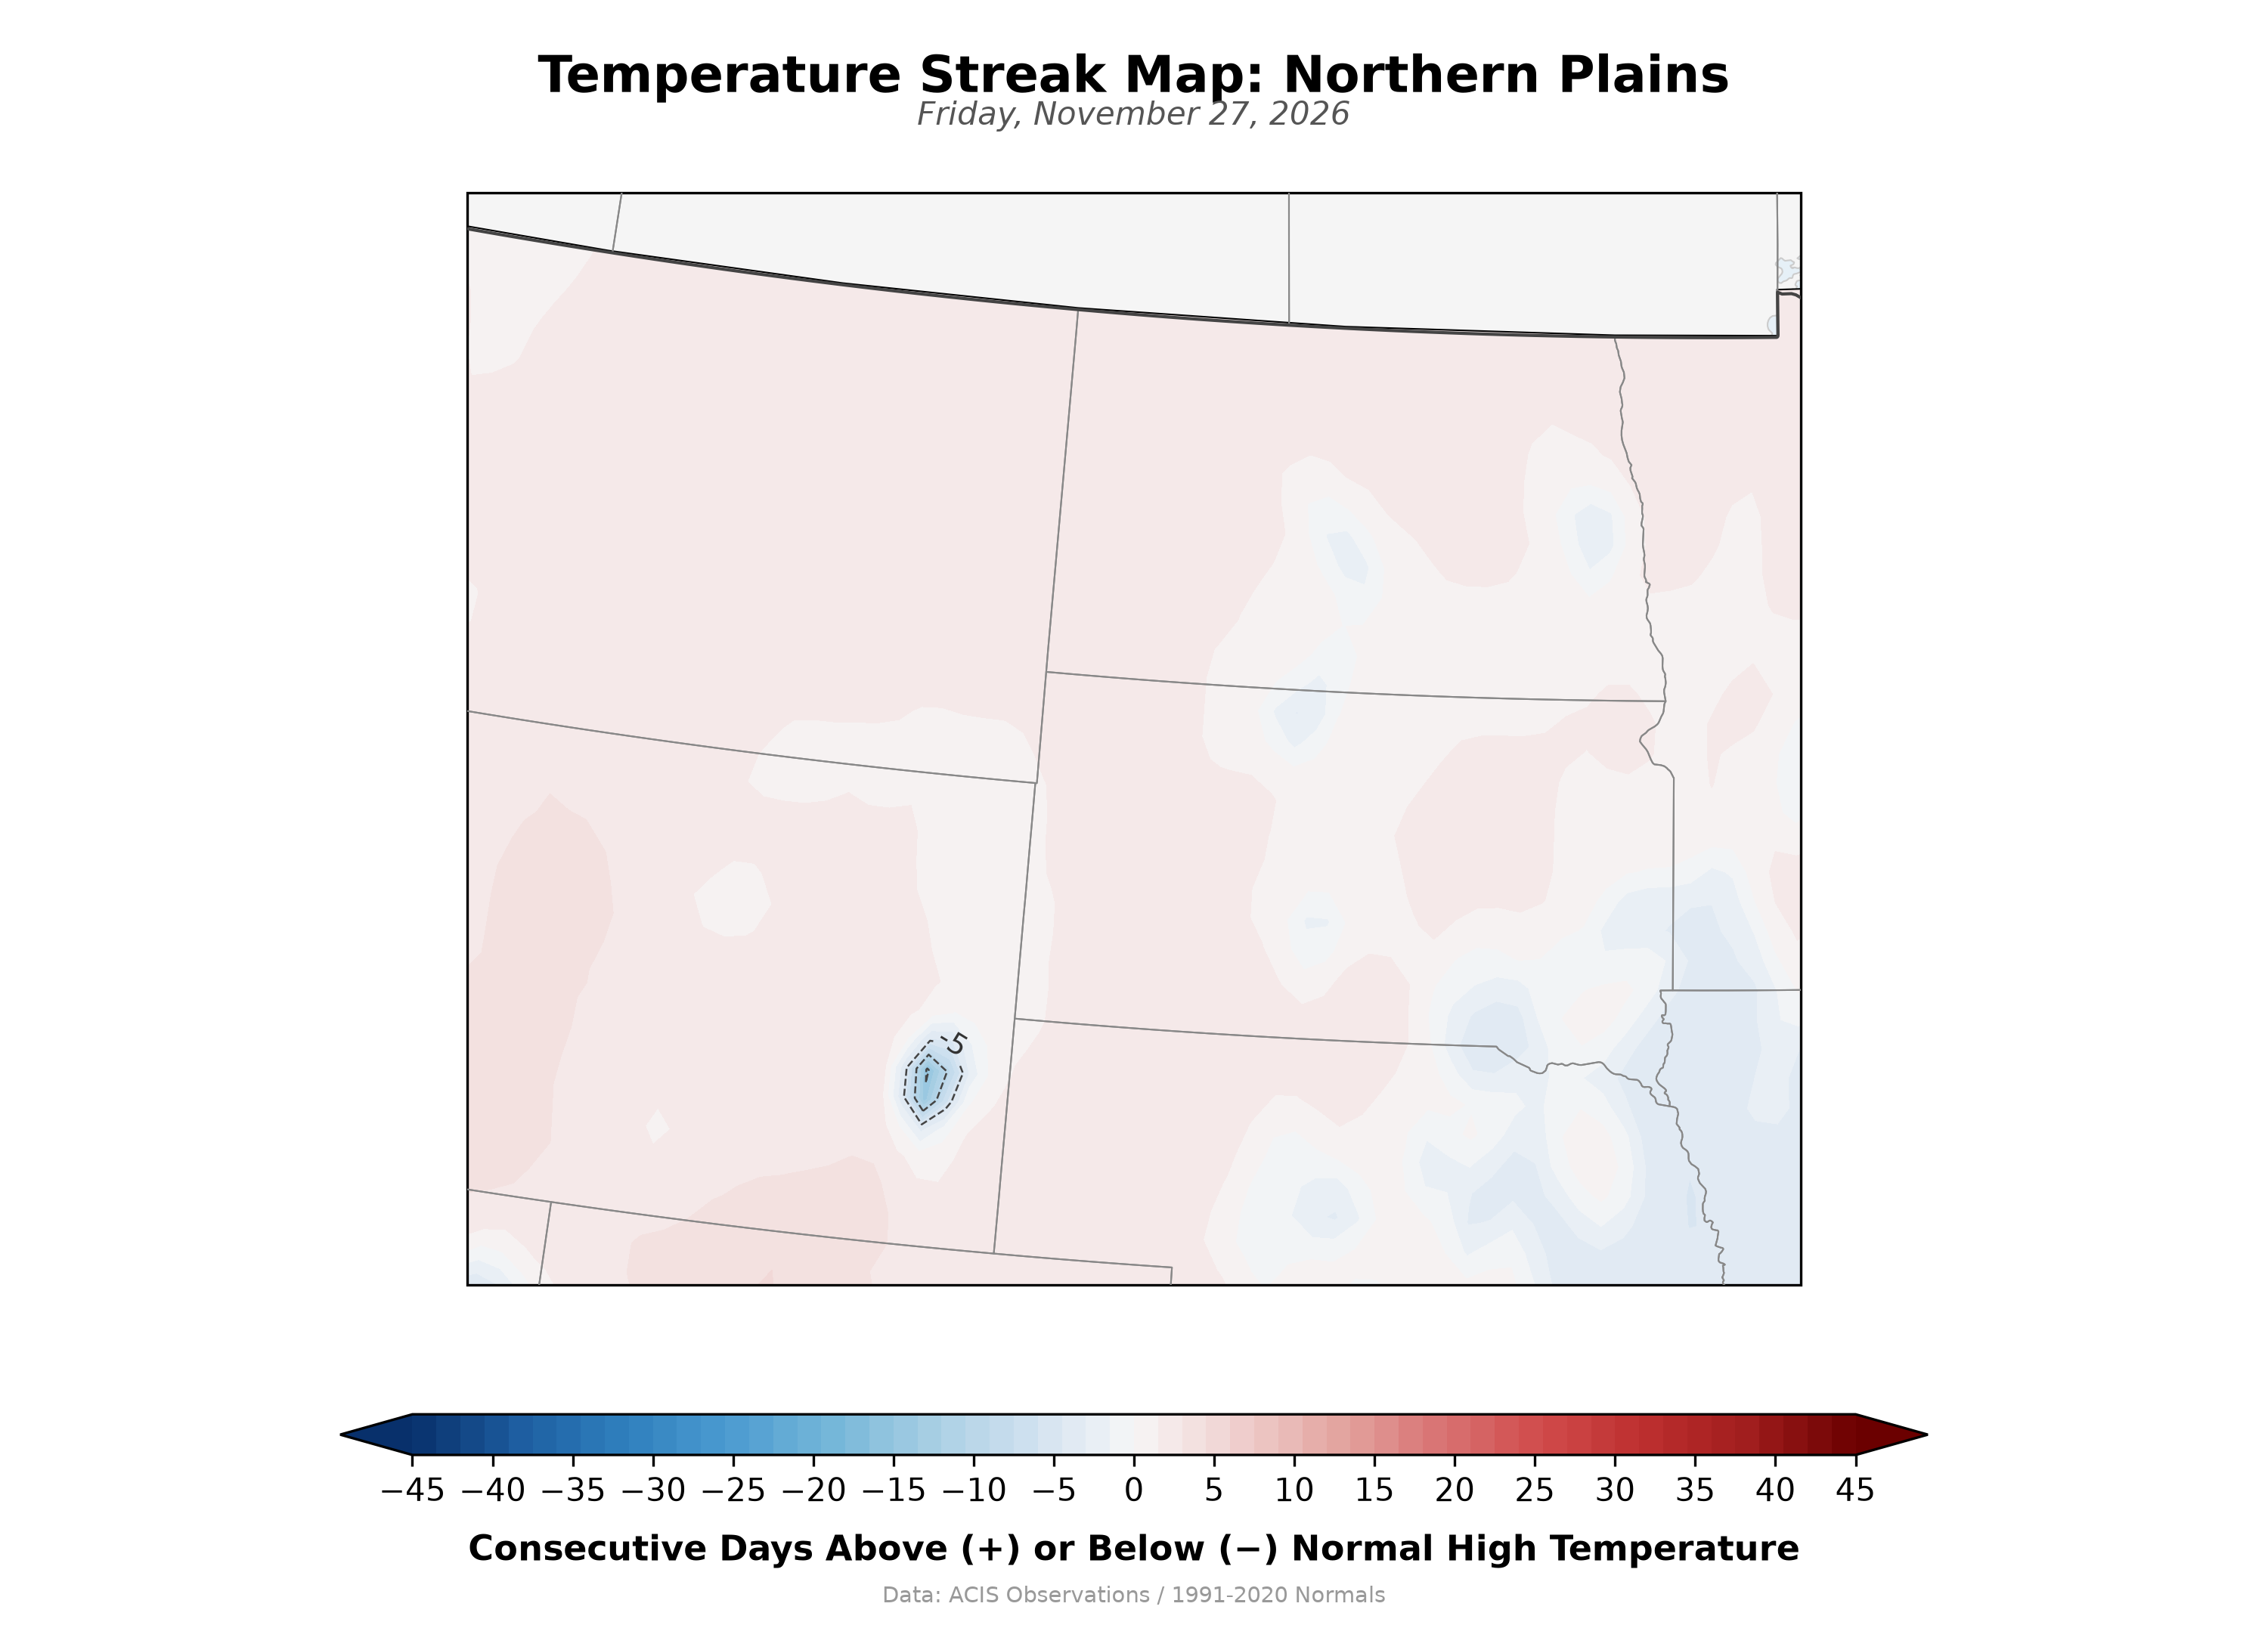 Temperature Streak Map: Northern Plains
Friday, November 27, 2026
-5
−45 −40 −35 −30 −25 −20 −15 −10 −5 0 5 10 15 20 25 30 35 40 45
Consecutive Days Above (+) or Below (−) Normal High Temperature
Data: ACIS Observations / 1991-2020 Normals